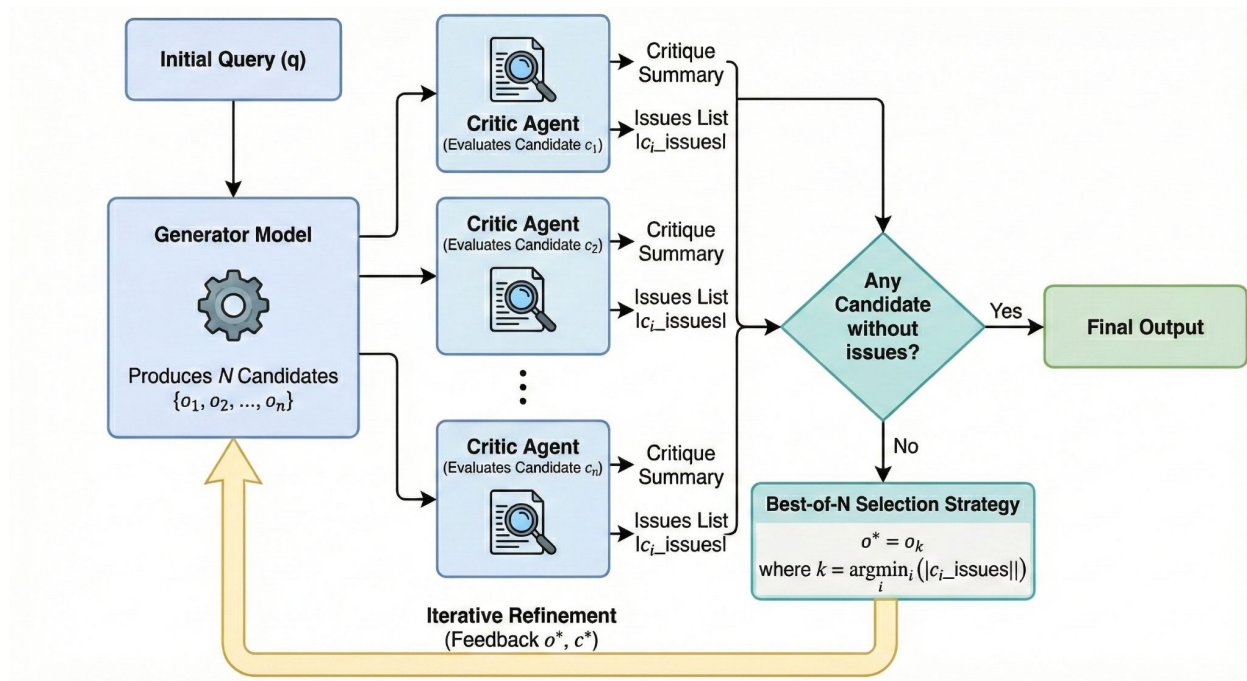 Initial Query (q)
Generator Model
Produces N Candidates
{o₁, o₂, ..., oₙ}
Critic Agent
(Evaluates Candidate c₁)
Critique
Summary
Issues List
|cᵢ_issues|
Critic Agent
(Evaluates Candidate c₂)
Critique
Summary
Issues List
|cᵢ_issues|
Critic Agent
(Evaluates Candidate cₙ)
Critique
Summary
Issues List
|cᵢ_issues|
Any
Candidate
without
issues?
Yes
Final Output
No
Best-of-N Selection Strategy
o* = oₖ
where k = argminᵢ(|cᵢ_issues||)
i
Iterative Refinement
(Feedback o*, c*)